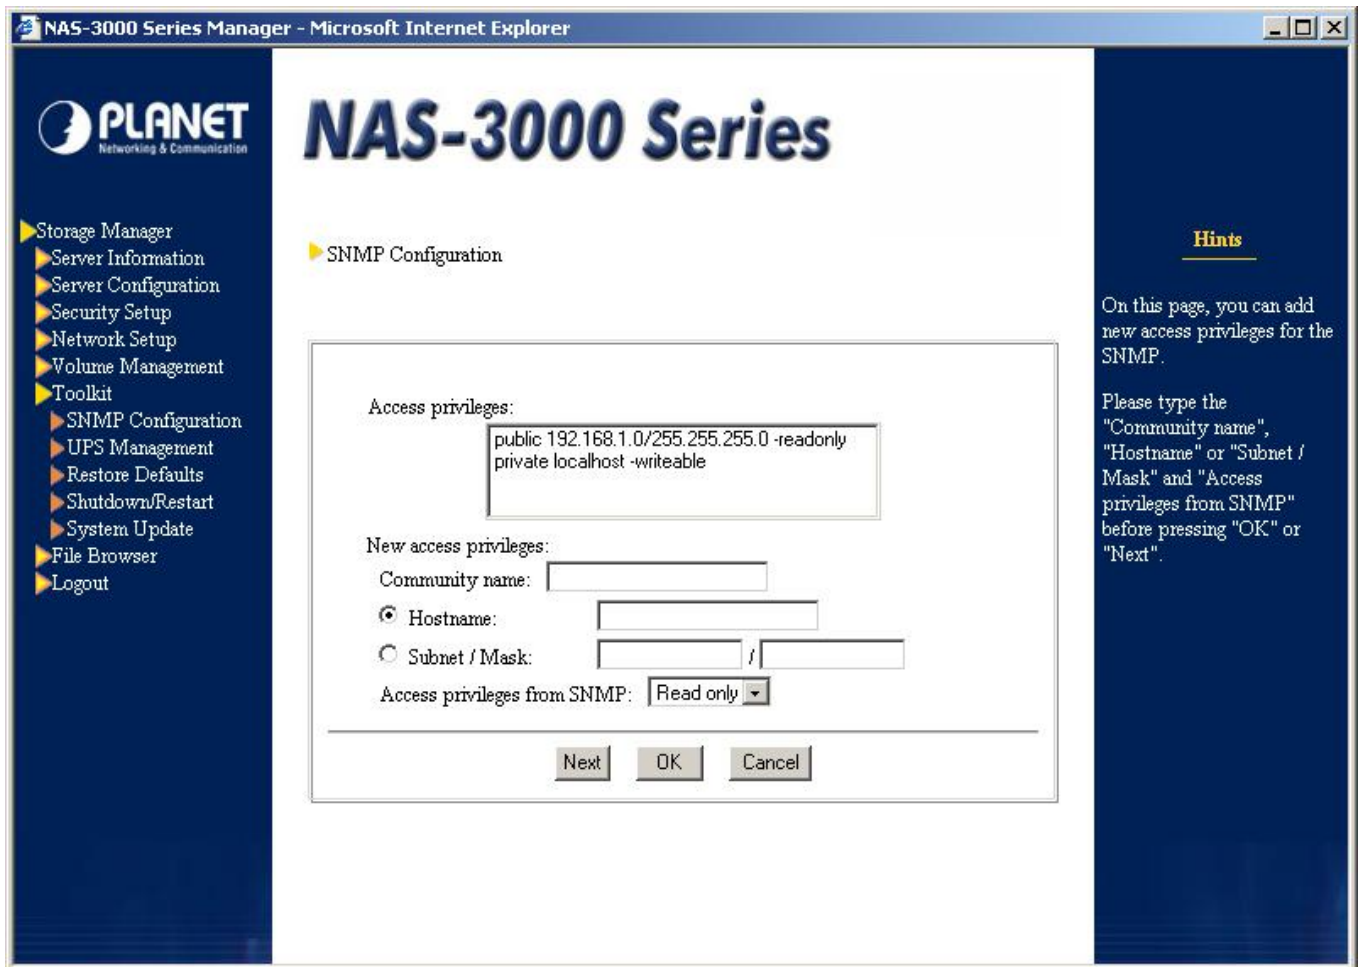 NAS-3000 Series Manager - Microsoft Internet Explorer
PLANET
Networking & Communication
NAS-3000 Series
Storage Manager
Server Information
Server Configuration
Security Setup
Network Setup
Volume Management
Toolkit
SNMP Configuration
UPS Management
Restore Defaults
Shutdown/Restart
System Update
File Browser
Logout
SNMP Configuration
Access privileges:
public 192.168.1.0/255.255.255.0 -readonly
private localhost -writeable
New access privileges:
Community name:
Hostname:
Subnet / Mask: /
Access privileges from SNMP: Read only
Next OK Cancel
Hints
On this page, you can add
new access privileges for the
SNMP.
Please type the
"Community name",
"Hostname" or "Subnet /
Mask" and "Access
privileges from SNMP"
before pressing "OK" or
"Next".